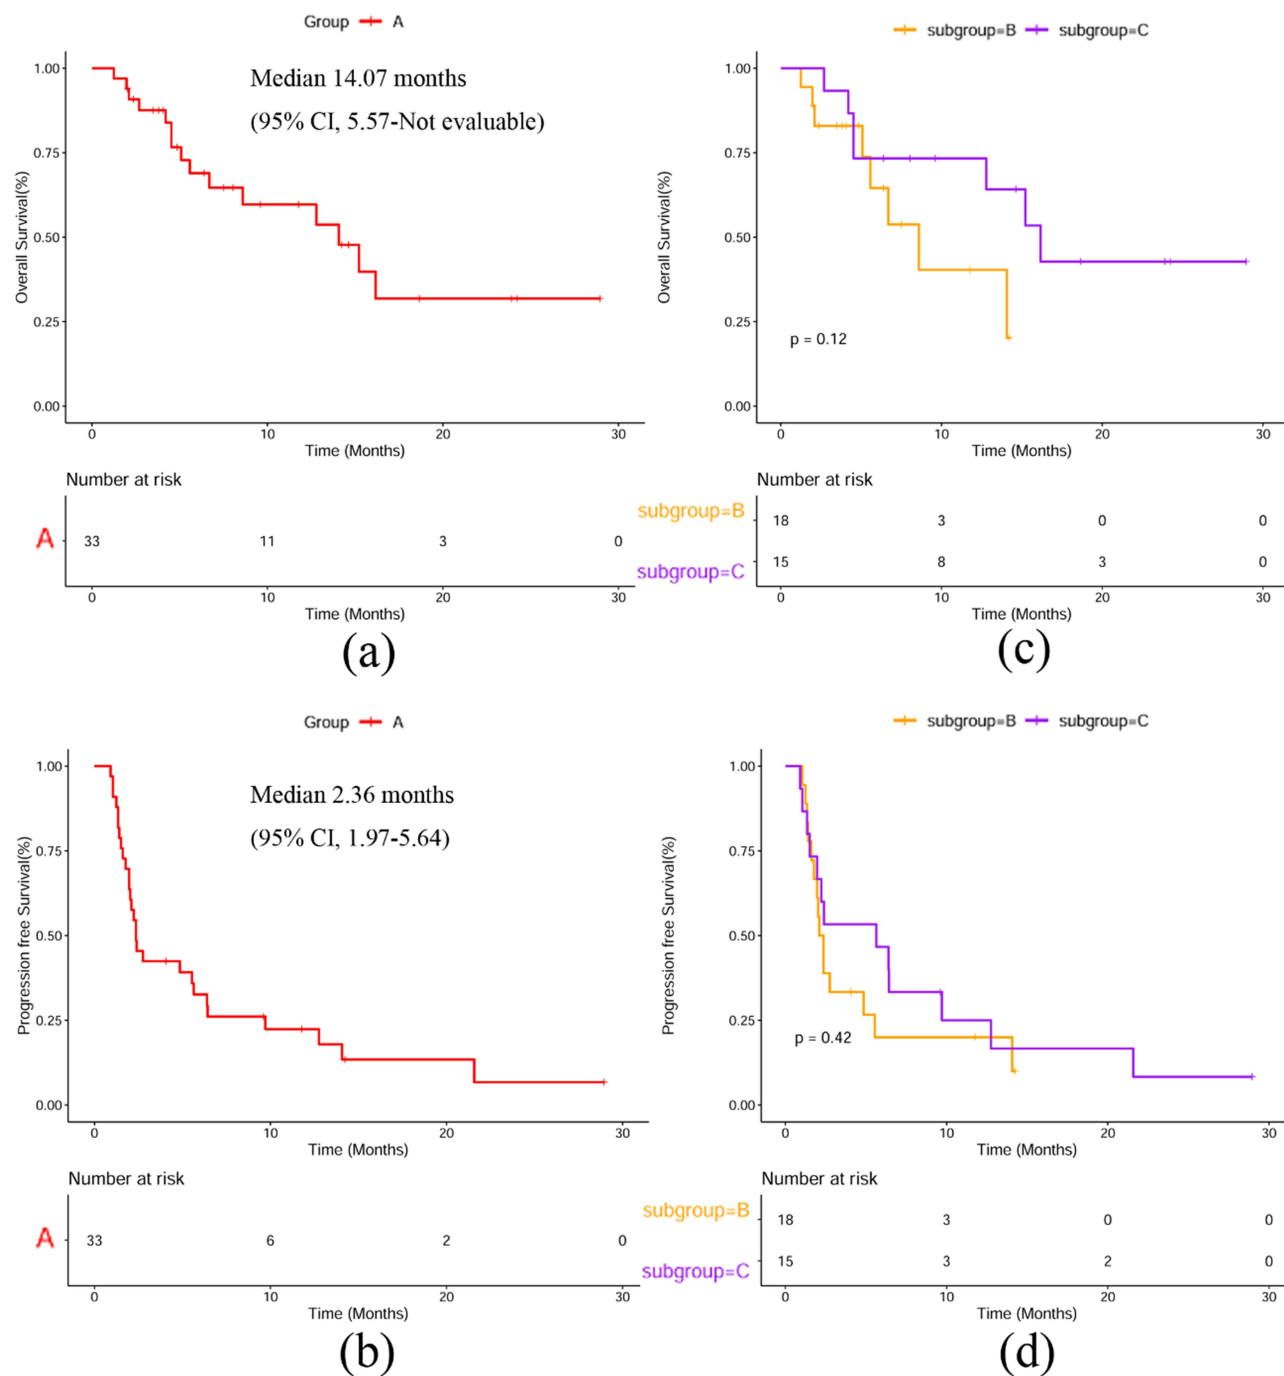 Group A
Median 14.07 months
(95% CI, 5.57-Not evaluable)
Overall Survival(%)
1.00
0.75
0.50
0.25
0.00
0 10 20 30
Time (Months)
Number at risk
A 33 11 3 0
0 10 20 30
Time (Months)
(a)
subgroup=B subgroup=C
Overall Survival(%)
1.00
0.75
0.50
0.25
0.00
p = 0.12
0 10 20 30
Time (Months)
Number at risk
subgroup=B 18 3 0 0
subgroup=C 15 8 3 0
0 10 20 30
Time (Months)
(c)
Group A
Median 2.36 months
(95% CI, 1.97-5.64)
Progression free Survival(%)
1.00
0.75
0.50
0.25
0.00
0 10 20 30
Time (Months)
Number at risk
A 33 6 2 0
0 10 20 30
Time (Months)
(b)
subgroup=B subgroup=C
Progression free Survival(%)
1.00
0.75
0.50
0.25
0.00
p = 0.42
0 10 20 30
Time (Months)
Number at risk
subgroup=B 18 3 0 0
subgroup=C 15 3 2 0
0 10 20 30
Time (Months)
(d)